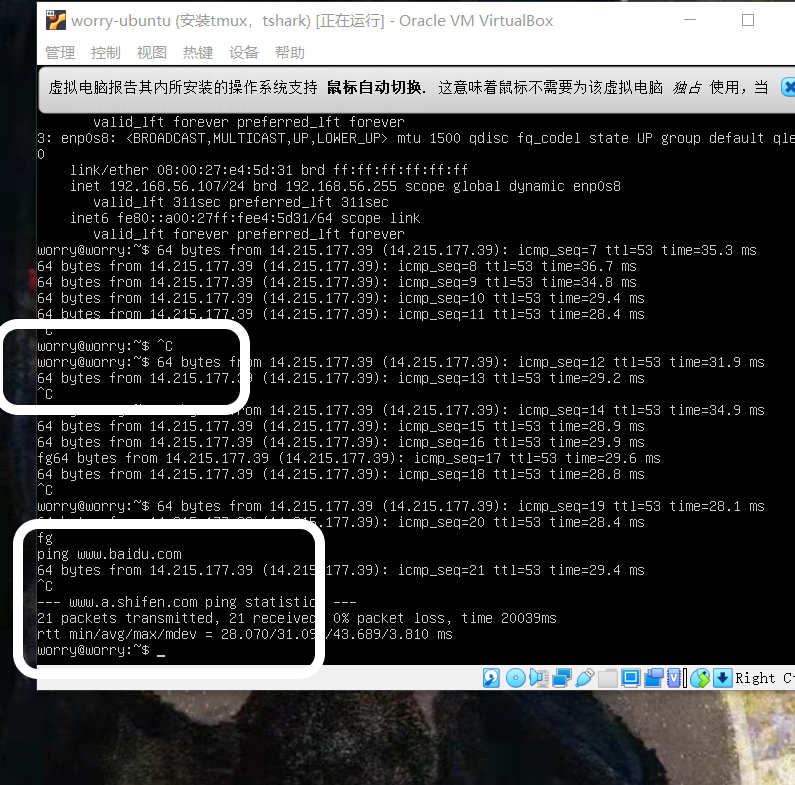 worry-ubuntu (安装tmux，tshark) [正在运行] - Oracle VM VirtualBox
管理 控制 视图 热键 设备 帮助
虚拟电脑报告其内所安装的操作系统支持 鼠标自动切换. 这意味着鼠标不需要为该虚拟电脑 独占 使用，当
valid_lft forever preferred_lft forever
3: enp0s8: <BROADCAST,MULTICAST,UP,LOWER_UP> mtu 1500 qdisc fq_codel state UP group default qle
0
link/ether 08:00:27:e4:5d:31 brd ff:ff:ff:ff:ff:ff
inet 192.168.56.107/24 brd 192.168.56.255 scope global dynamic enp0s8
valid_lft 311sec preferred_lft 311sec
inet6 fe80::a00:27ff:fee4:5d31/64 scope link
valid_lft forever preferred_lft forever
worry@worry:~$ 64 bytes from 14.215.177.39 (14.215.177.39): icmp_seq=7 ttl=53 time=35.3 ms
64 bytes from 14.215.177.39 (14.215.177.39): icmp_seq=8 ttl=53 time=36.7 ms
64 bytes from 14.215.177.39 (14.215.177.39): icmp_seq=9 ttl=53 time=34.8 ms
64 bytes from 14.215.177.39 (14.215.177.39): icmp_seq=10 ttl=53 time=29.4 ms
64 bytes from 14.215.177.39 (14.215.177.39): icmp_seq=11 ttl=53 time=28.4 ms
^C
worry@worry:~$ ^C
worry@worry:~$ 64 bytes from 14.215.177.39 (14.215.177.39): icmp_seq=12 ttl=53 time=31.9 ms
64 bytes from 14.215.177.39 (14.215.177.39): icmp_seq=13 ttl=53 time=29.2 ms
^C
bytes from 14.215.177.39 (14.215.177.39): icmp_seq=14 ttl=53 time=34.9 ms
64 bytes from 14.215.177.39 (14.215.177.39): icmp_seq=15 ttl=53 time=28.9 ms
64 bytes from 14.215.177.39 (14.215.177.39): icmp_seq=16 ttl=53 time=29.9 ms
fg64 bytes from 14.215.177.39 (14.215.177.39): icmp_seq=17 ttl=53 time=29.6 ms
64 bytes from 14.215.177.39 (14.215.177.39): icmp_seq=18 ttl=53 time=28.8 ms
^C
worry@worry:~$ 64 bytes from 14.215.177.39 (14.215.177.39): icmp_seq=19 ttl=53 time=28.1 ms
64 bytes from 14.215.177.39 (14.215.177.39): icmp_seq=20 ttl=53 time=28.4 ms
fg
ping www.baidu.com
64 bytes from 14.215.177.39 (14.215.177.39): icmp_seq=21 ttl=53 time=29.4 ms
^C
--- www.a.shifen.com ping statistic ---
21 packets transmitted, 21 receive 0% packet loss, time 20039ms
rtt min/avg/max/mdev = 28.070/31.09 /43.689/3.810 ms
worry@worry:~$ _
Right C